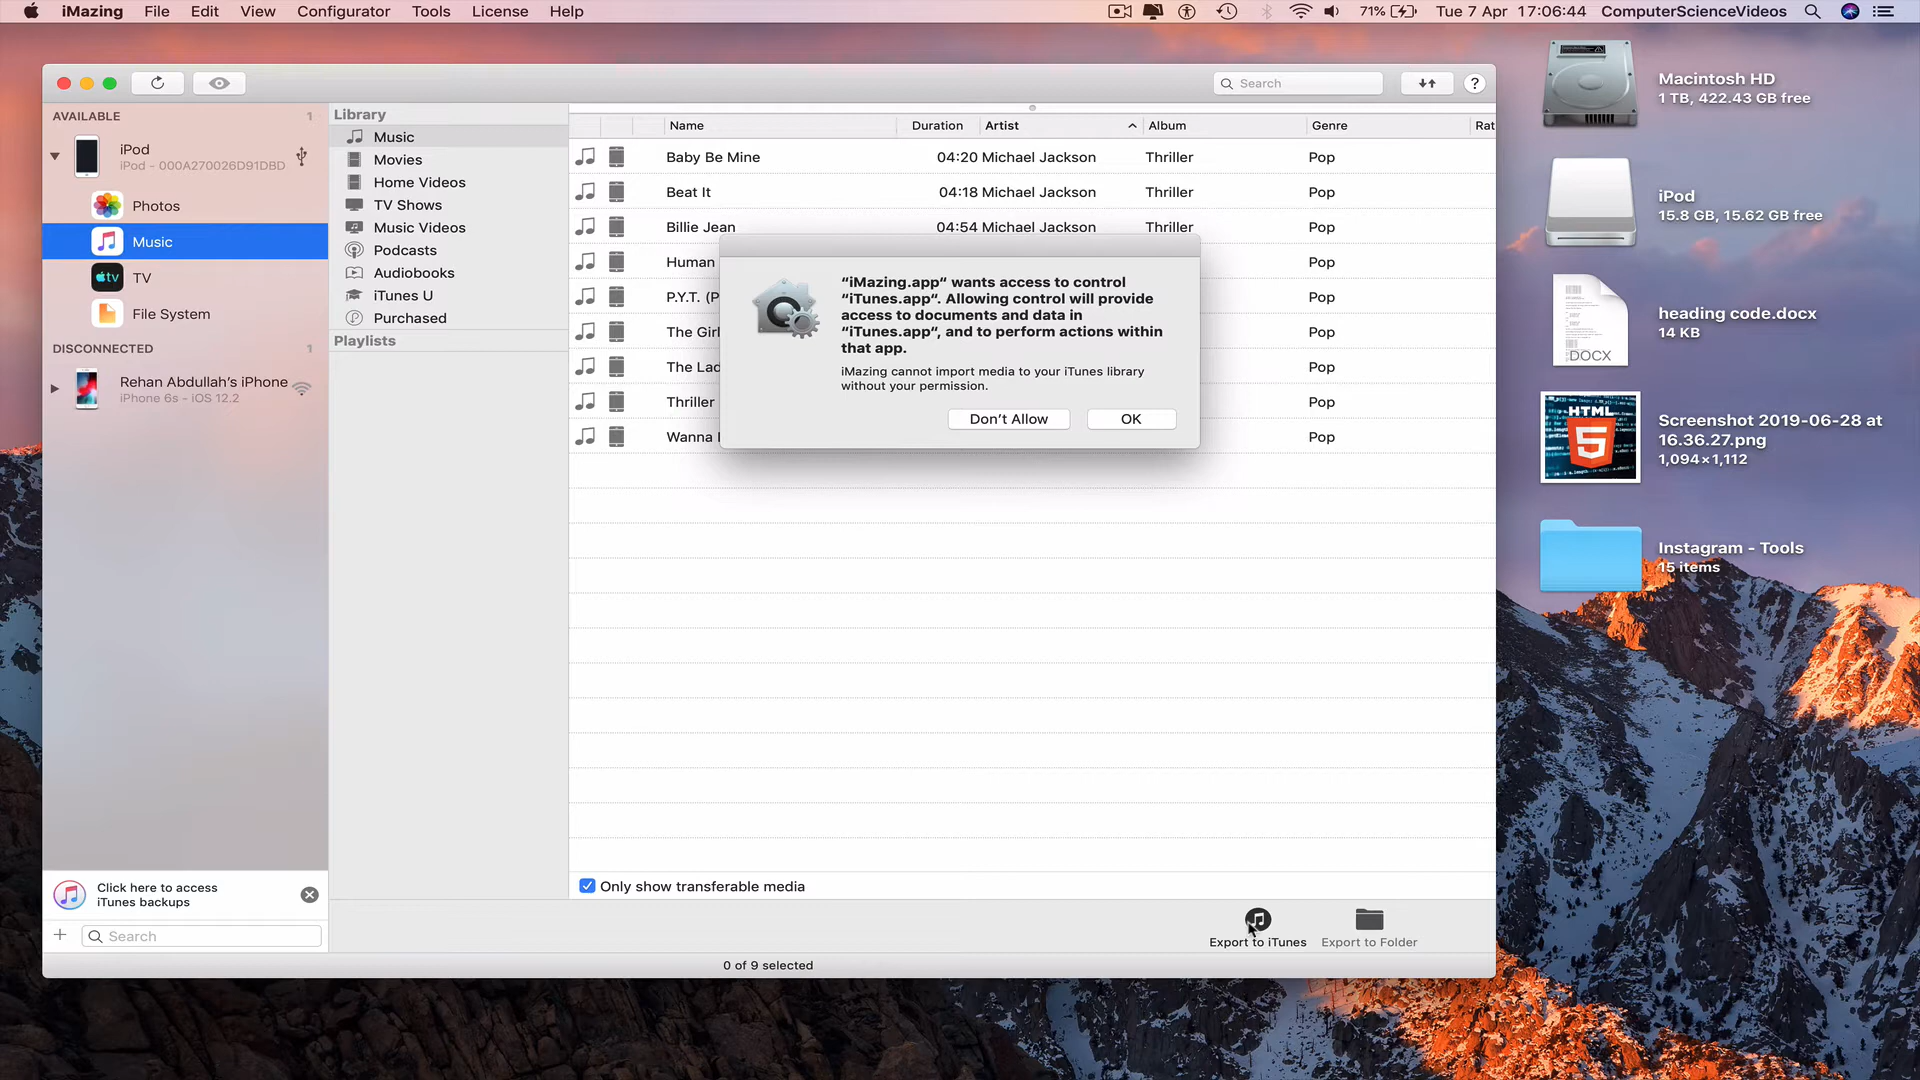 iMazing File Edit View Configurator Tools License Help 71% Tue 7 Apr 17:06:44 ComputerScienceVideos
Search ?
AVAILABLE 1
iPod
iPod - 000A270026D91DBD
Photos
Music
tv TV
File System
DISCONNECTED 1
Rehan Abdullah’s iPhone
iPhone 6s - iOS 12.2
Click here to access
iTunes backups
+ Search
Library
Music
Movies
Home Videos
TV Shows
Music Videos
Podcasts
Audiobooks
iTunes U
Purchased
Playlists
Name Duration Artist Album Genre Rat
Baby Be Mine 04:20 Michael Jackson Thriller Pop
Beat It 04:18 Michael Jackson Thriller Pop
Billie Jean 04:54 Michael Jackson Thriller Pop
Human Pop
P.Y.T. (P Pop
The Girl Pop
The Lad Pop
Thriller Pop
Wanna Pop
“iMazing.app“ wants access to control
“iTunes.app“. Allowing control will provide
access to documents and data in
“iTunes.app“, and to perform actions within
that app.
iMazing cannot import media to your iTunes library
without your permission.
Don’t Allow OK
Only show transferable media
Export to iTunes Export to Folder
0 of 9 selected
Macintosh HD
1 TB, 422.43 GB free
iPod
15.8 GB, 15.62 GB free
DOCX
heading code.docx
14 KB
HTML
5
Screenshot 2019-06-28 at
16.36.27.png
1,094×1,112
Instagram - Tools
15 items